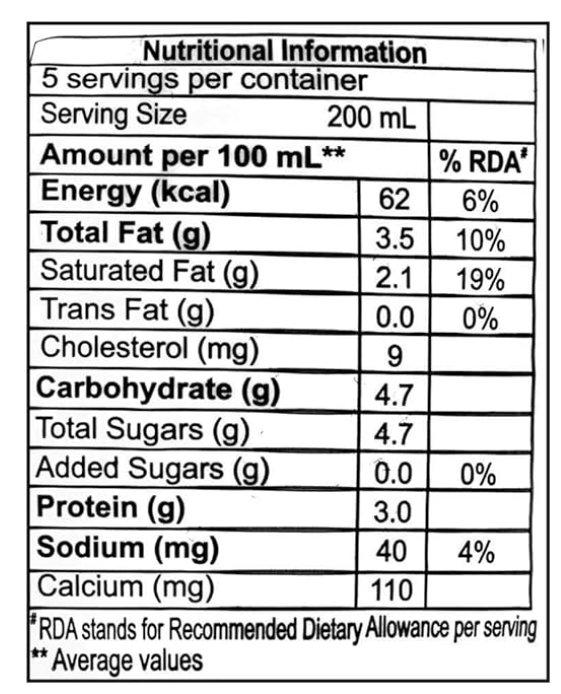 Nutritional Information
5 servings per container
Serving Size 200 mL
Amount per 100 mL** % RDA#
Energy (kcal) 62 6%
Total Fat (g) 3.5 10%
Saturated Fat (g) 2.1 19%
Trans Fat (g) 0.0 0%
Cholesterol (mg) 9
Carbohydrate (g) 4.7
Total Sugars (g) 4.7
Added Sugars (g) 0.0 0%
Protein (g) 3.0
Sodium (mg) 40 4%
Calcium (mg) 110
#RDA stands for Recommended Dietary Allowance per serving
** Average values